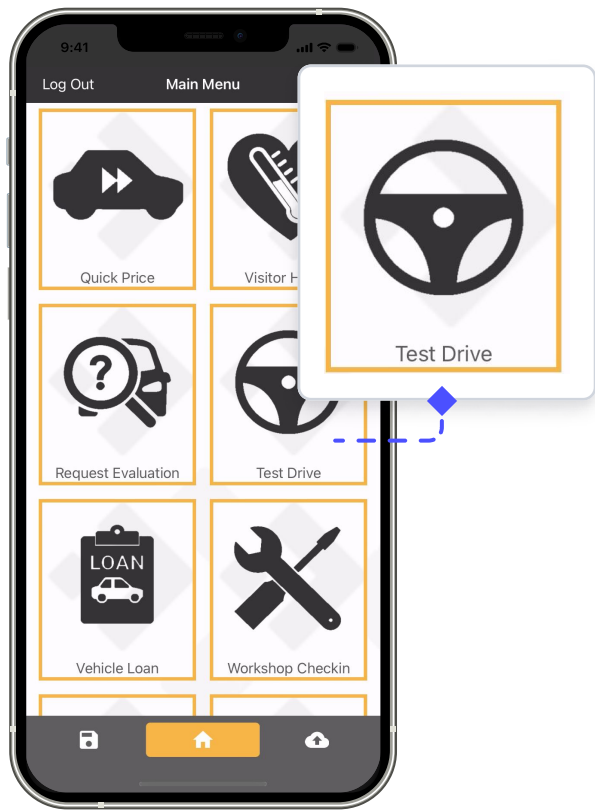 9:41
Log Out
Main Menu
Quick Price
Visitor H
Test Drive
?
Request Evaluation
Test Drive
LOAN
Vehicle Loan
Workshop Checkin